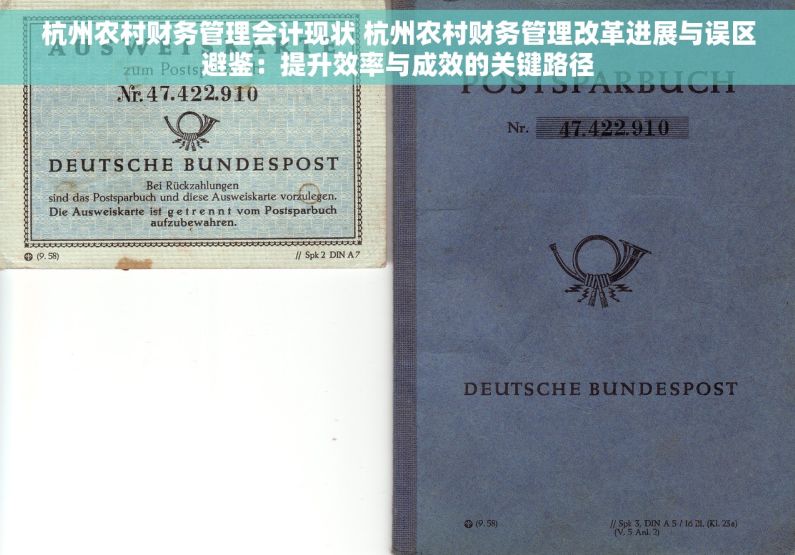 杭州农村财务管理会计现状 杭州农村财务管理改革进展与误区
避鉴：提升效率与成效的关键路径
AUSWEISKARTE
zum Postsparbuch
Nr. 47.422.910
DEUTSCHE BUNDESPOST
Bei Rückzahlungen
sind das Postsparbuch und diese Ausweiskarte vorzulegen.
Die Ausweiskarte ist getrennt vom Postsparbuch
aufzubewahren.
(9. 58)
// Spk 2 DIN A 7
POSTSPARBUCH
Nr. 47.422.910
DEUTSCHE BUNDESPOST
(9. 58)
// Spk 3, DIN A 5 / 16 Bl. (Kl. 23a)
(V. 5 Anl. 2)